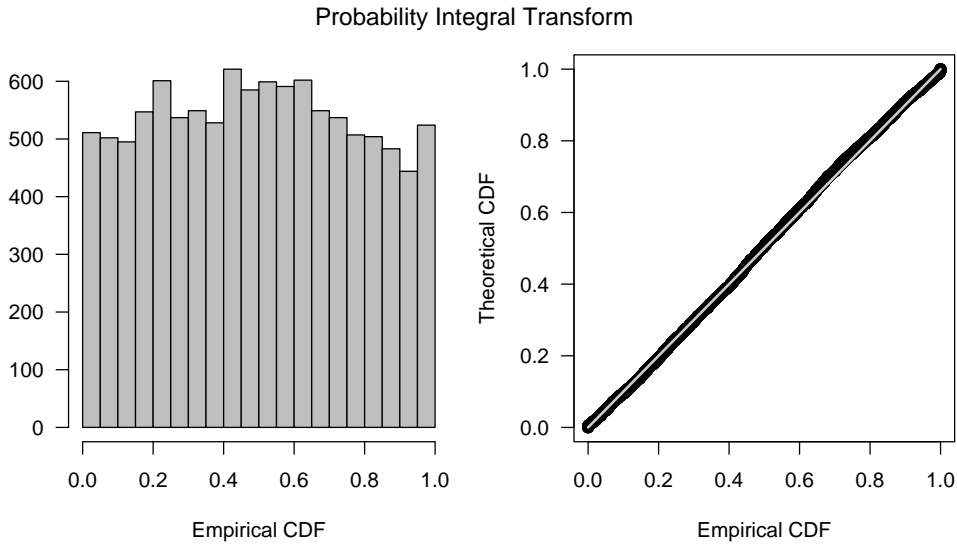 Probability Integral Transform
600
500
400
300
200
100
0
0.0 0.2 0.4 0.6 0.8 1.0
Empirical CDF
Theoretical CDF
1.0
0.8
0.6
0.4
0.2
0.0
0.0 0.2 0.4 0.6 0.8 1.0
Empirical CDF